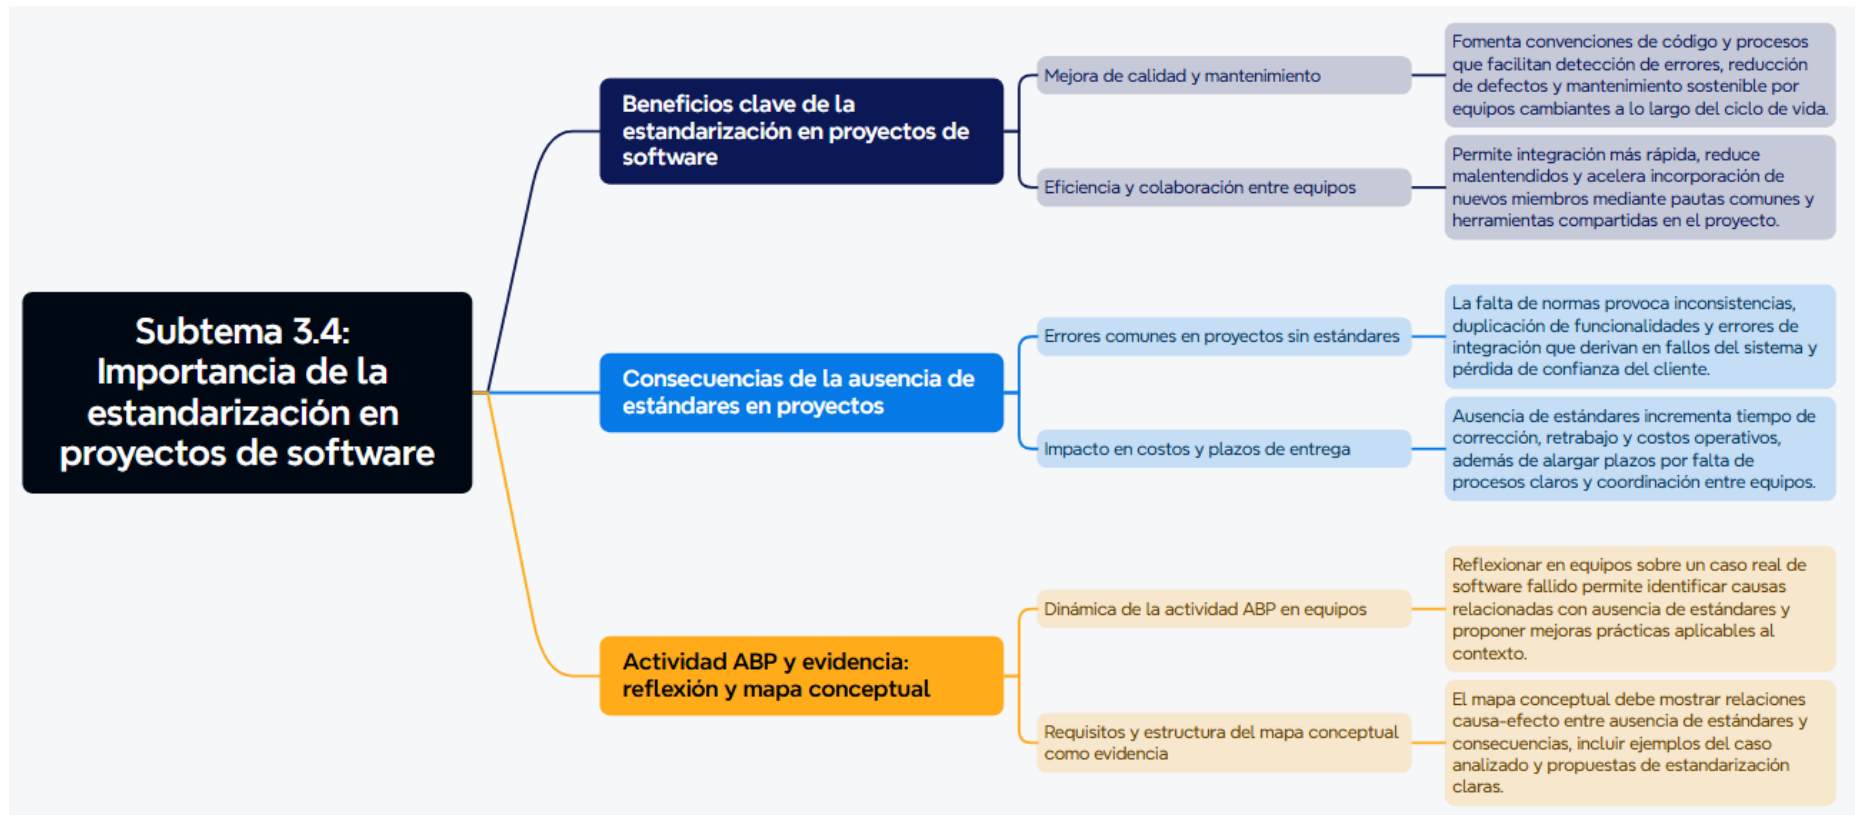 Subtema 3.4:
Importancia de la
estandarización en
proyectos de software
Beneficios clave de la
estandarización en proyectos de
software
Mejora de calidad y mantenimiento
Fomenta convenciones de código y procesos
que facilitan detección de errores, reducción
de defectos y mantenimiento sostenible por
equipos cambiantes a lo largo del ciclo de vida.
Eficiencia y colaboración entre equipos
Permite integración más rápida, reduce
malentendidos y acelera incorporación de
nuevos miembros mediante pautas comunes y
herramientas compartidas en el proyecto.
Consecuencias de la ausencia de
estándares en proyectos
Errores comunes en proyectos sin estándares
La falta de normas provoca inconsistencias,
duplicación de funcionalidades y errores de
integración que derivan en fallos del sistema y
pérdida de confianza del cliente.
Impacto en costos y plazos de entrega
Ausencia de estándares incrementa tiempo de
corrección, retrabajo y costos operativos,
además de alargar plazos por falta de
procesos claros y coordinación entre equipos.
Actividad ABP y evidencia:
reflexión y mapa conceptual
Dinámica de la actividad ABP en equipos
Reflexionar en equipos sobre un caso real de
software fallido permite identificar causas
relacionadas con ausencia de estándares y
proponer mejoras prácticas aplicables al
contexto.
Requisitos y estructura del mapa conceptual
como evidencia
El mapa conceptual debe mostrar relaciones
causa-efecto entre ausencia de estándares y
consecuencias, incluir ejemplos del caso
analizado y propuestas de estandarización
claras.